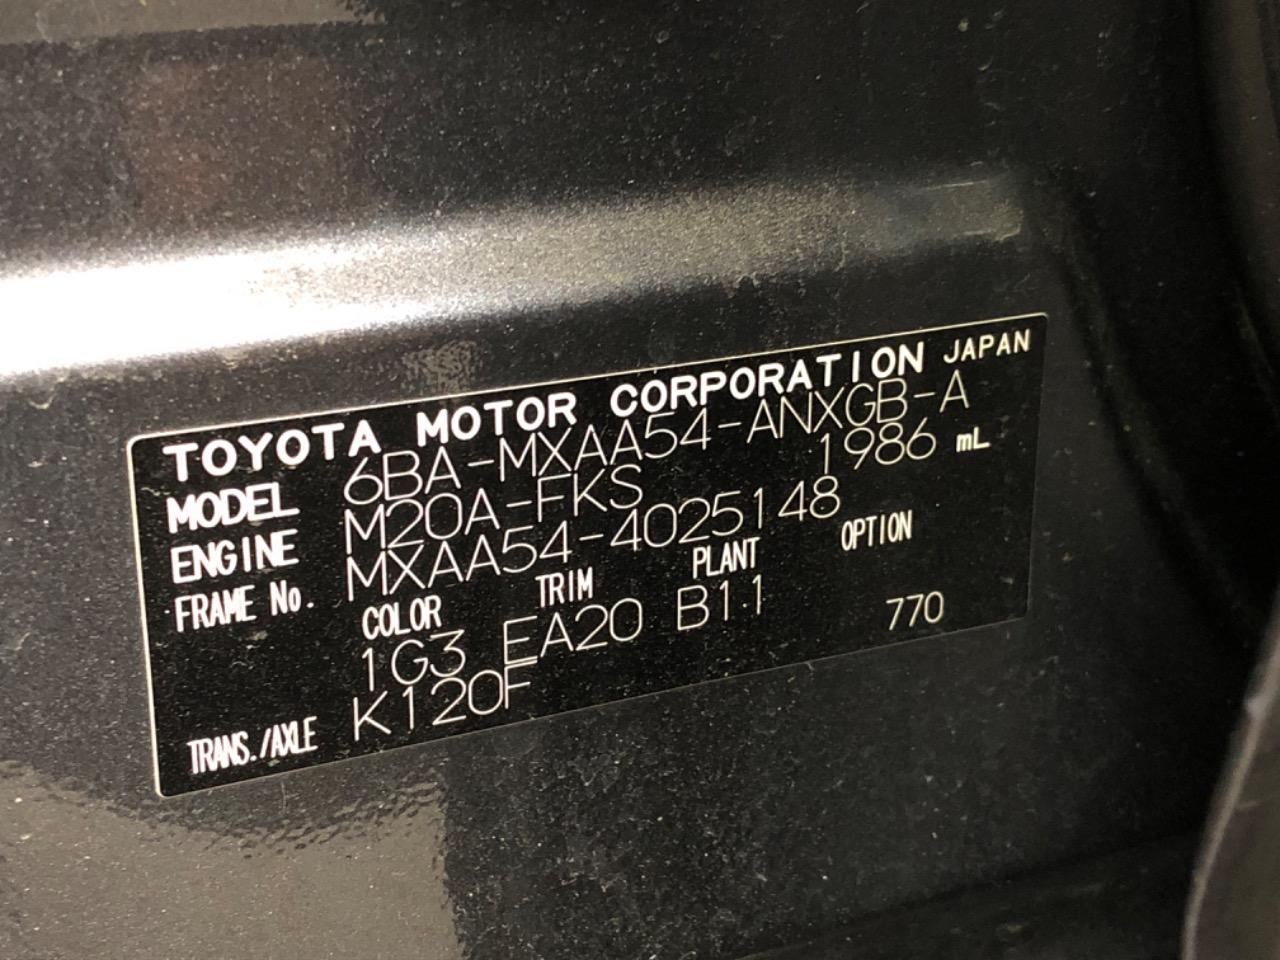 TOYOTA MOTOR CORPORATION JAPAN
MODEL 6BA-MXAA54-ANXGB-A
ENGINE M20A-FKS 1986 mL
FRAME No. MXAA54-4025148
COLOR TRIM PLANT OPTION
1G3 EA20 B11 770
TRANS./AXLE K120F